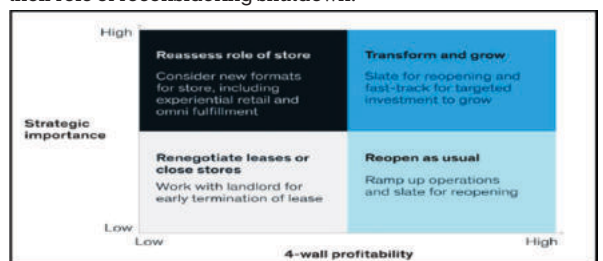 High
Reassess role of store
Consider new formats
for store, including
experiential retail and
omni fulfillment
Transform and grow
Slate for reopening and
fast-track for targeted
investment to grow
Strategic
importance
Renegotiate leases or
close stores
Work with landlord for
early termination of lease
Reopen as usual
Ramp up operations
and slate for reopening
Low
Low
High
4-wall profitability